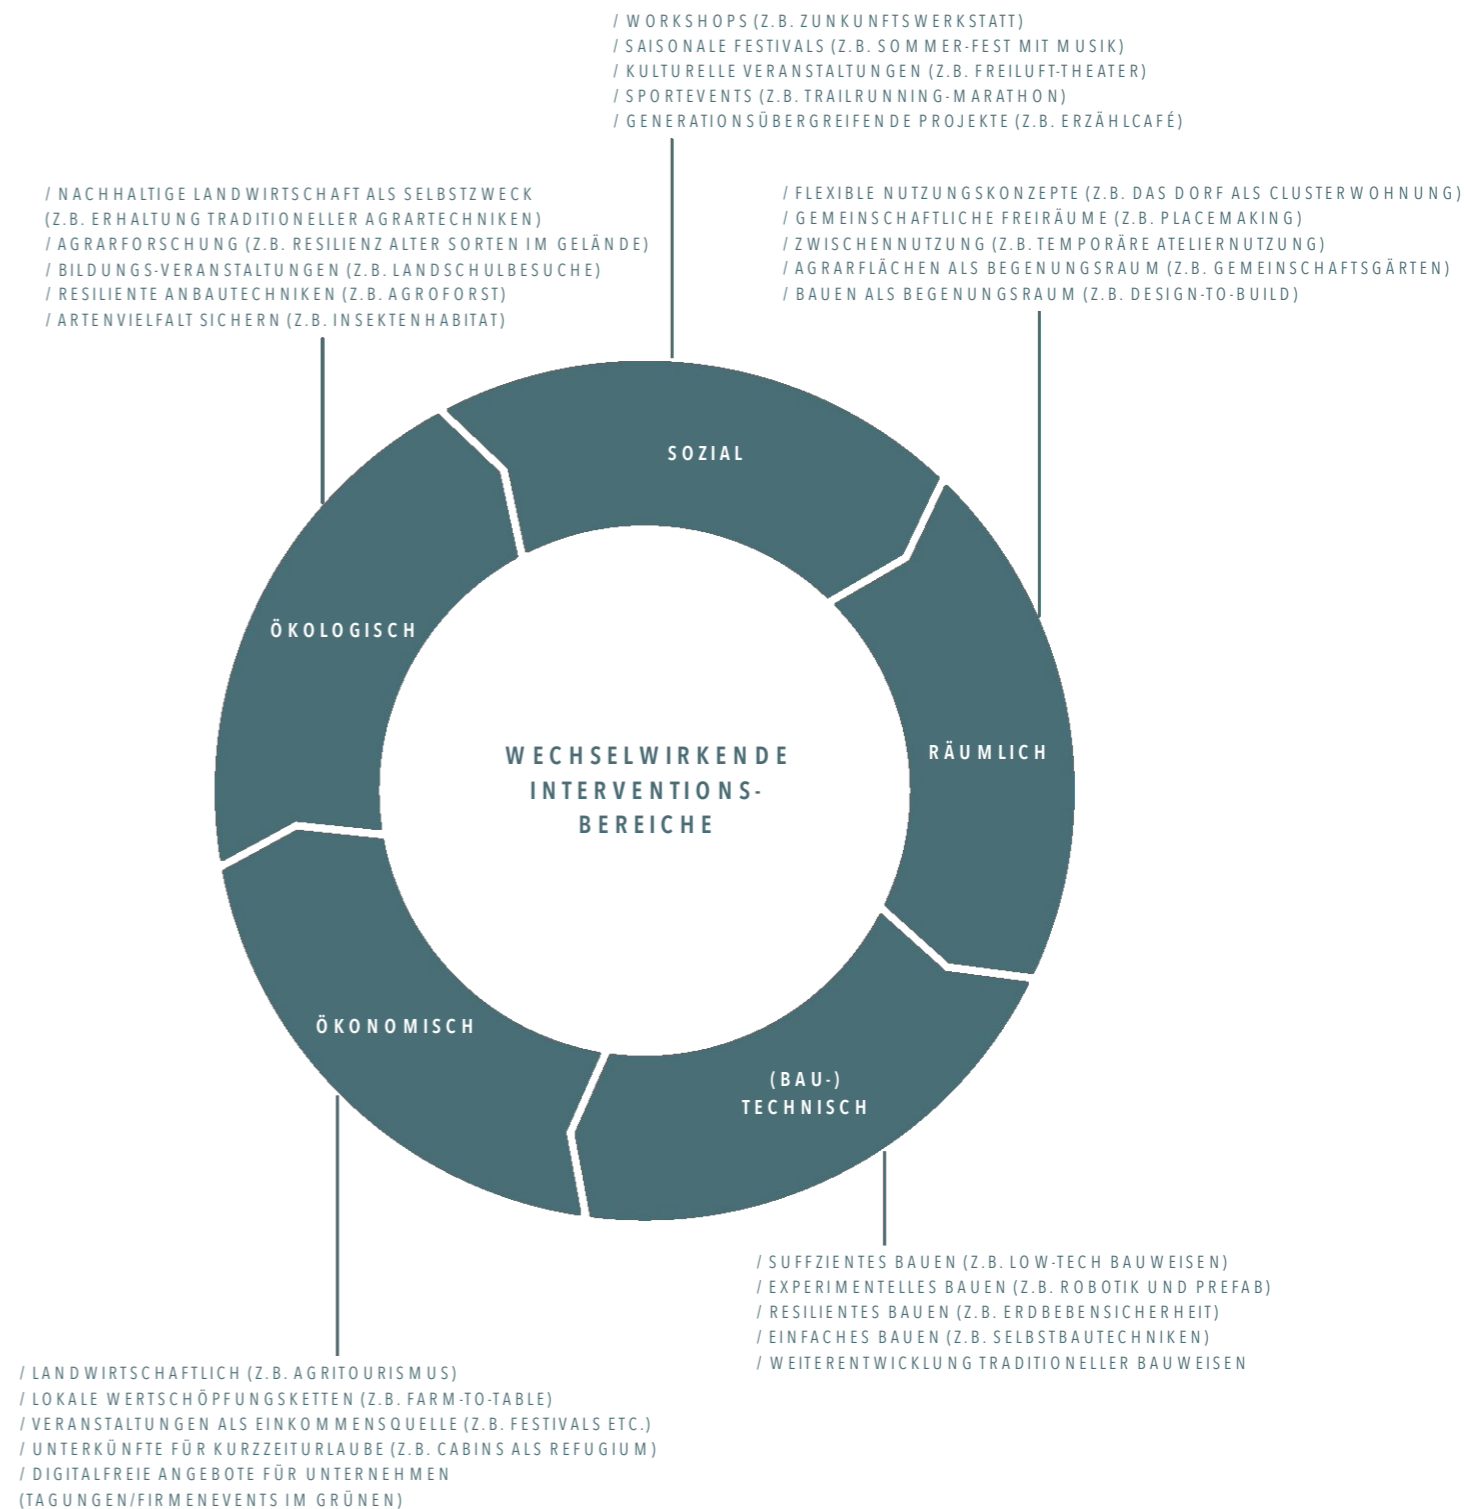 / WORKSHOPS (Z.B. ZUNKUNFTSWERKSTATT)
/ SAISONALE FESTIVALS (Z.B. SOMMER-FEST MIT MUSIK)
/ KULTURELLE VERANSTALTUNGEN (Z.B. FREILUFT-THEATER)
/ SPORTEVENTS (Z.B. TRAILRUNNING-MARATHON)
/ GENERATIONSÜBERGREIFENDE PROJEKTE (Z.B. ERZÄHLCAFÉ)
/ NACHHALTIGE LANDWIRTSCHAFT ALS SELBSTZWECK
(Z.B. ERHALTUNG TRADITIONELLER AGRARTECHNIKEN)
/ AGRARFORSCHUNG (Z.B. RESILIENZ ALTER SORTEN IM GELÄNDE)
/ BILDUNGS-VERANSTALTUNGEN (Z.B. LANDSCHULBESUCHE)
/ RESILIENTE ANBAUTECHNIKEN (Z.B. AGROFORST)
/ ARTENVIELFALT SICHERN (Z.B. INSEKTENHABITAT)
/ FLEXIBLE NUTZUNGSKONZEPTE (Z.B. DAS DORF ALS CLUSTERWOHNUNG)
/ GEMEINSCHAFTLICHE FREIRÄUME (Z.B. PLACEMAKING)
/ ZWISCHENNUTZUNG (Z.B. TEMPORÄRE ATELIERNUTZUNG)
/ AGRARFLÄCHEN ALS BEGENUNGSRAUM (Z.B. GEMEINSCHAFTSGÄRTEN)
/ BAUEN ALS BEGENUNGSRAUM (Z.B. DESIGN-TO-BUILD)
SOZIAL
ÖKOLOGISCH
RÄUMLICH
WECHSELWIRKENDE
INTERVENTIONS-
BEREICHE
ÖKONOMISCH
(BAU-)
TECHNISCH
/ SUFFZIENTES BAUEN (Z.B. LOW-TECH BAUWEISEN)
/ EXPERIMENTELLES BAUEN (Z.B. ROBOTIK UND PREFAB)
/ RESILIENTES BAUEN (Z.B. ERDBEBENSICHERHEIT)
/ EINFACHES BAUEN (Z.B. SELBSTBAUTECHNIKEN)
/ WEITERENTWICKLUNG TRADITIONELLER BAUWEISEN
/ LANDWIRTSCHAFTLICH (Z.B. AGRITOURISMUS)
/ LOKALE WERTSCHÖPFUNGSKETTEN (Z.B. FARM-TO-TABLE)
/ VERANSTALTUNGEN ALS EINKOMMENSQUELLE (Z.B. FESTIVALS ETC.)
/ UNTERKÜNFTE FÜR KURZZEITURLAUBE (Z.B. CABINS ALS REFUGIUM)
/ DIGITALFREIE ANGEBOTE FÜR UNTERNEHMEN
(TAGUNGEN/FIRMENEVENTS IM GRÜNEN)